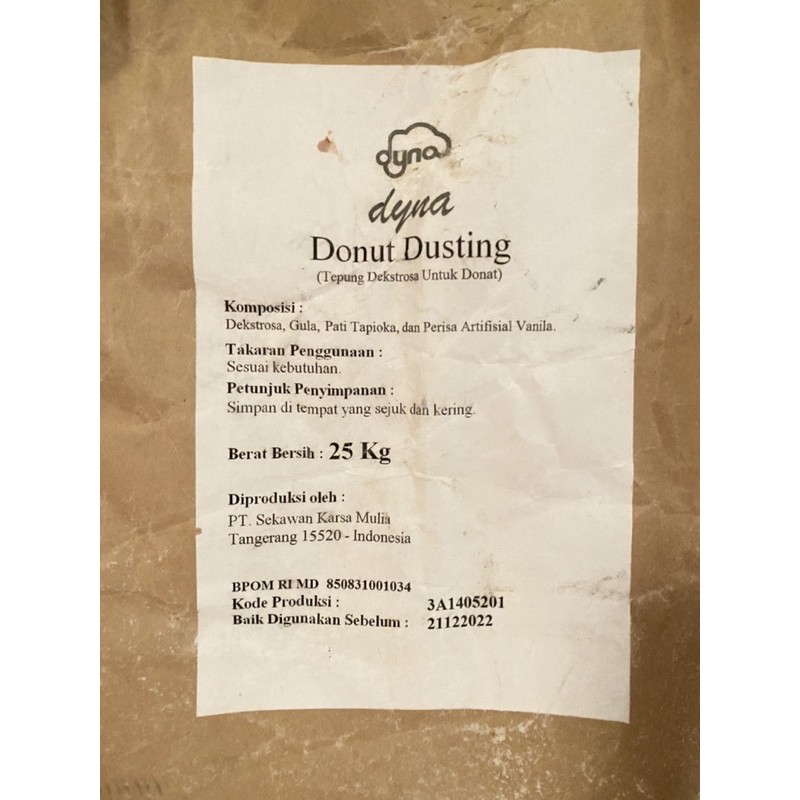 dyna
dyna
Donut Dusting
(Tepung Dekstrosa Untuk Donat)
Komposisi :
Dekstrosa, Gula, Pati Tapioka, dan Perisa Artifisial Vanila.
Takaran Penggunaan :
Sesuai kebutuhan.
Petunjuk Penyimpanan :
Simpan di tempat yang sejuk dan kering.
Berat Bersih : 25 Kg
Diproduksi oleh :
PT. Sekawan Karsa Mulia
Tangerang 15520 - Indonesia
BPOM RI MD 850831001034
Kode Produksi : 3A1405201
Baik Digunakan Sebelum : 21122022